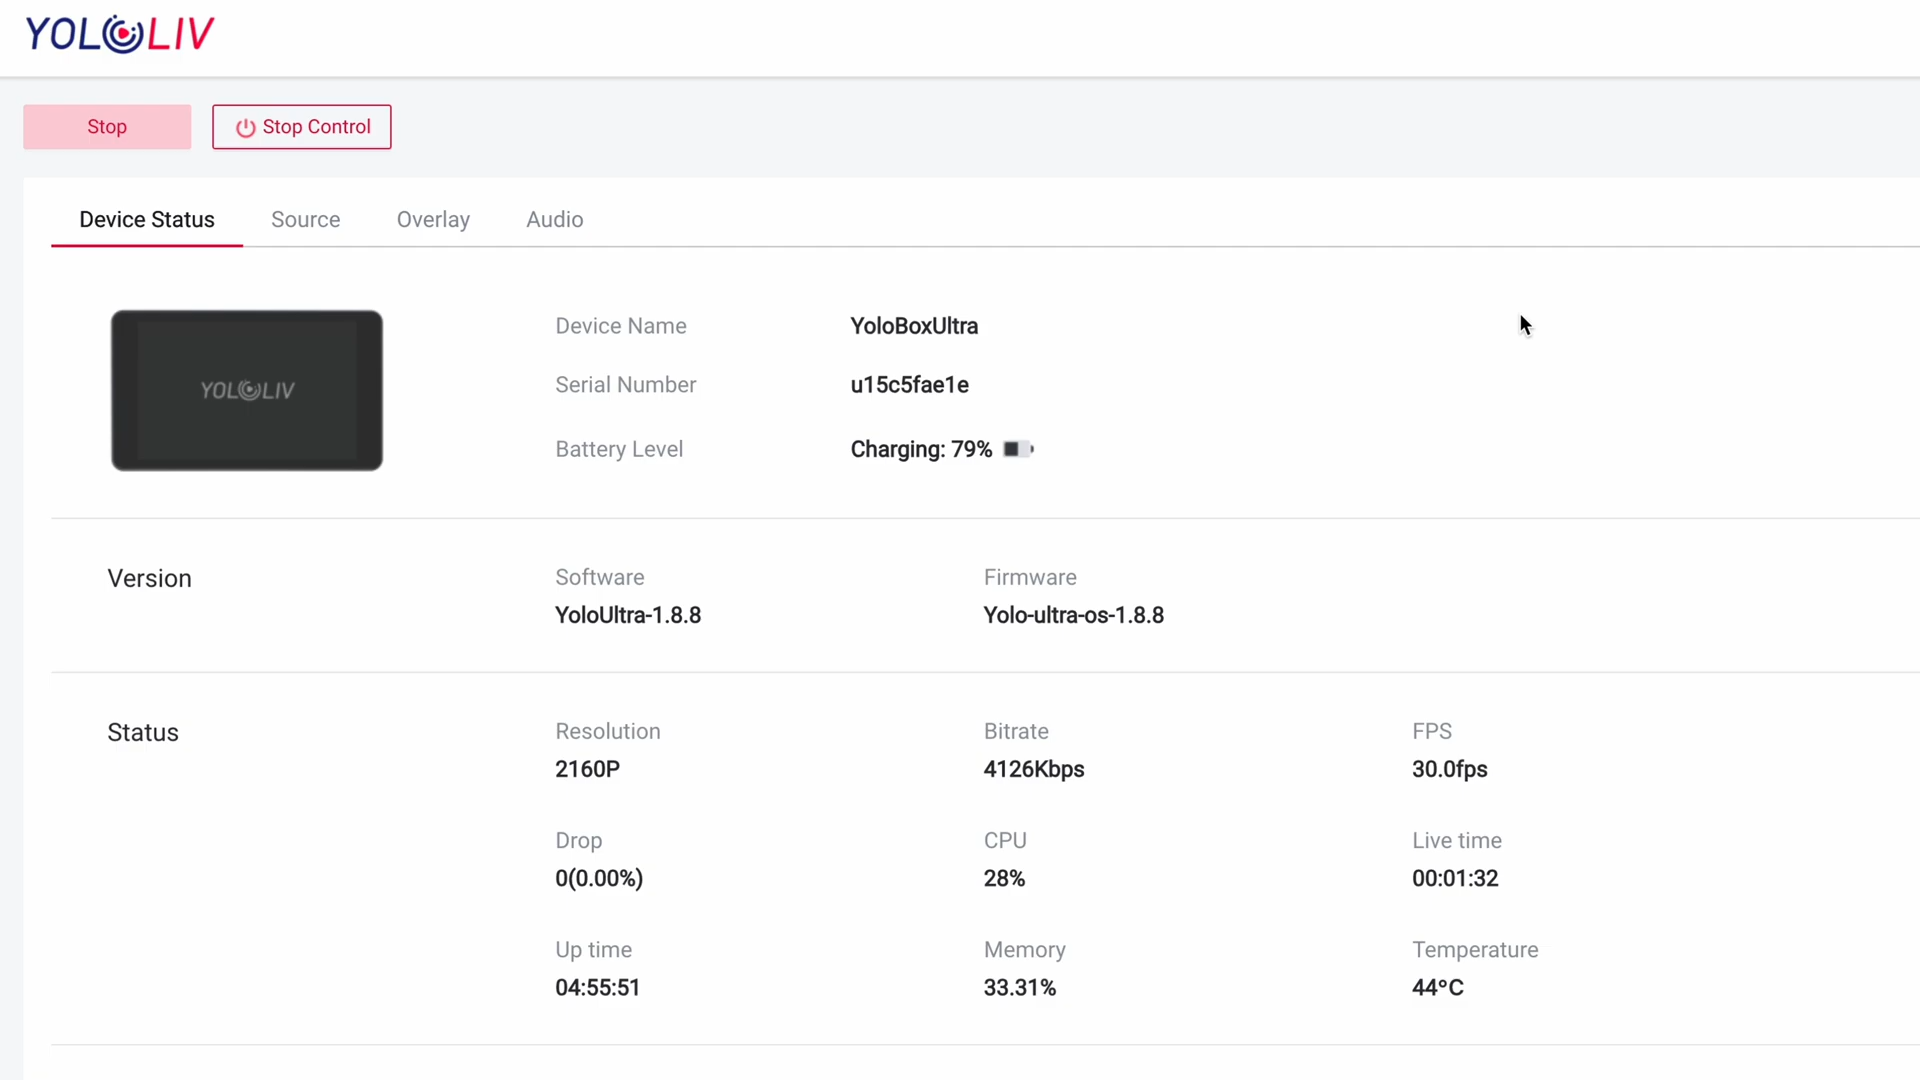 YOLOLIV
Stop
Stop Control
Device Status
Source
Overlay
Audio
YOLOLIV
Device Name
YoloBoxUltra
Serial Number
u15c5fae1e
Battery Level
Charging: 79%
Version
Software
Firmware
YoloUltra-1.8.8
Yolo-ultra-os-1.8.8
Status
Resolution
Bitrate
FPS
2160P
4126Kbps
30.0fps
Drop
CPU
Live time
0(0.00%)
28%
00:01:32
Up time
Memory
Temperature
04:55:51
33.31%
44°C